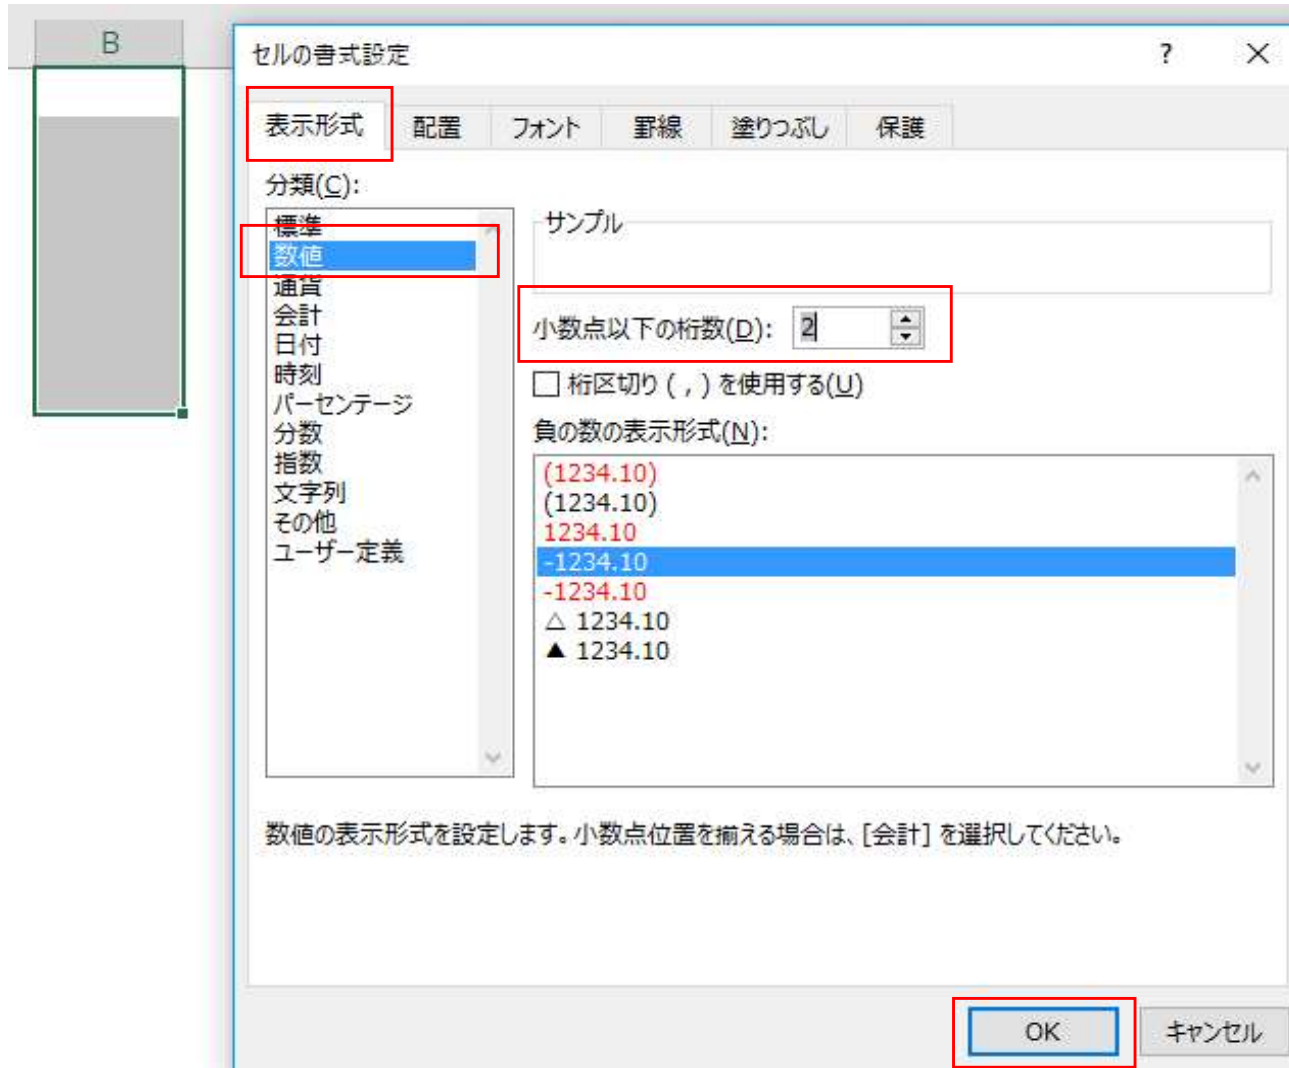 B
セルの書式設定
?
×
表示形式 配置 フォント 罫線 塗りつぶし 保護
分類(C):
標準
数値
通貨
会計
日付
時刻
パーセンテージ
分数
指数
文字列
その他
ユーザー定義
サンプル
小数点以下の桁数(D): 2
桁区切り ( , ) を使用する(U)
負の数の表示形式(N):
(1234.10)
(1234.10)
1234.10
-1234.10
-1234.10
△ 1234.10
▲ 1234.10
数値の表示形式を設定します。小数点位置を揃える場合は、[会計] を選択してください。
OK キャンセル